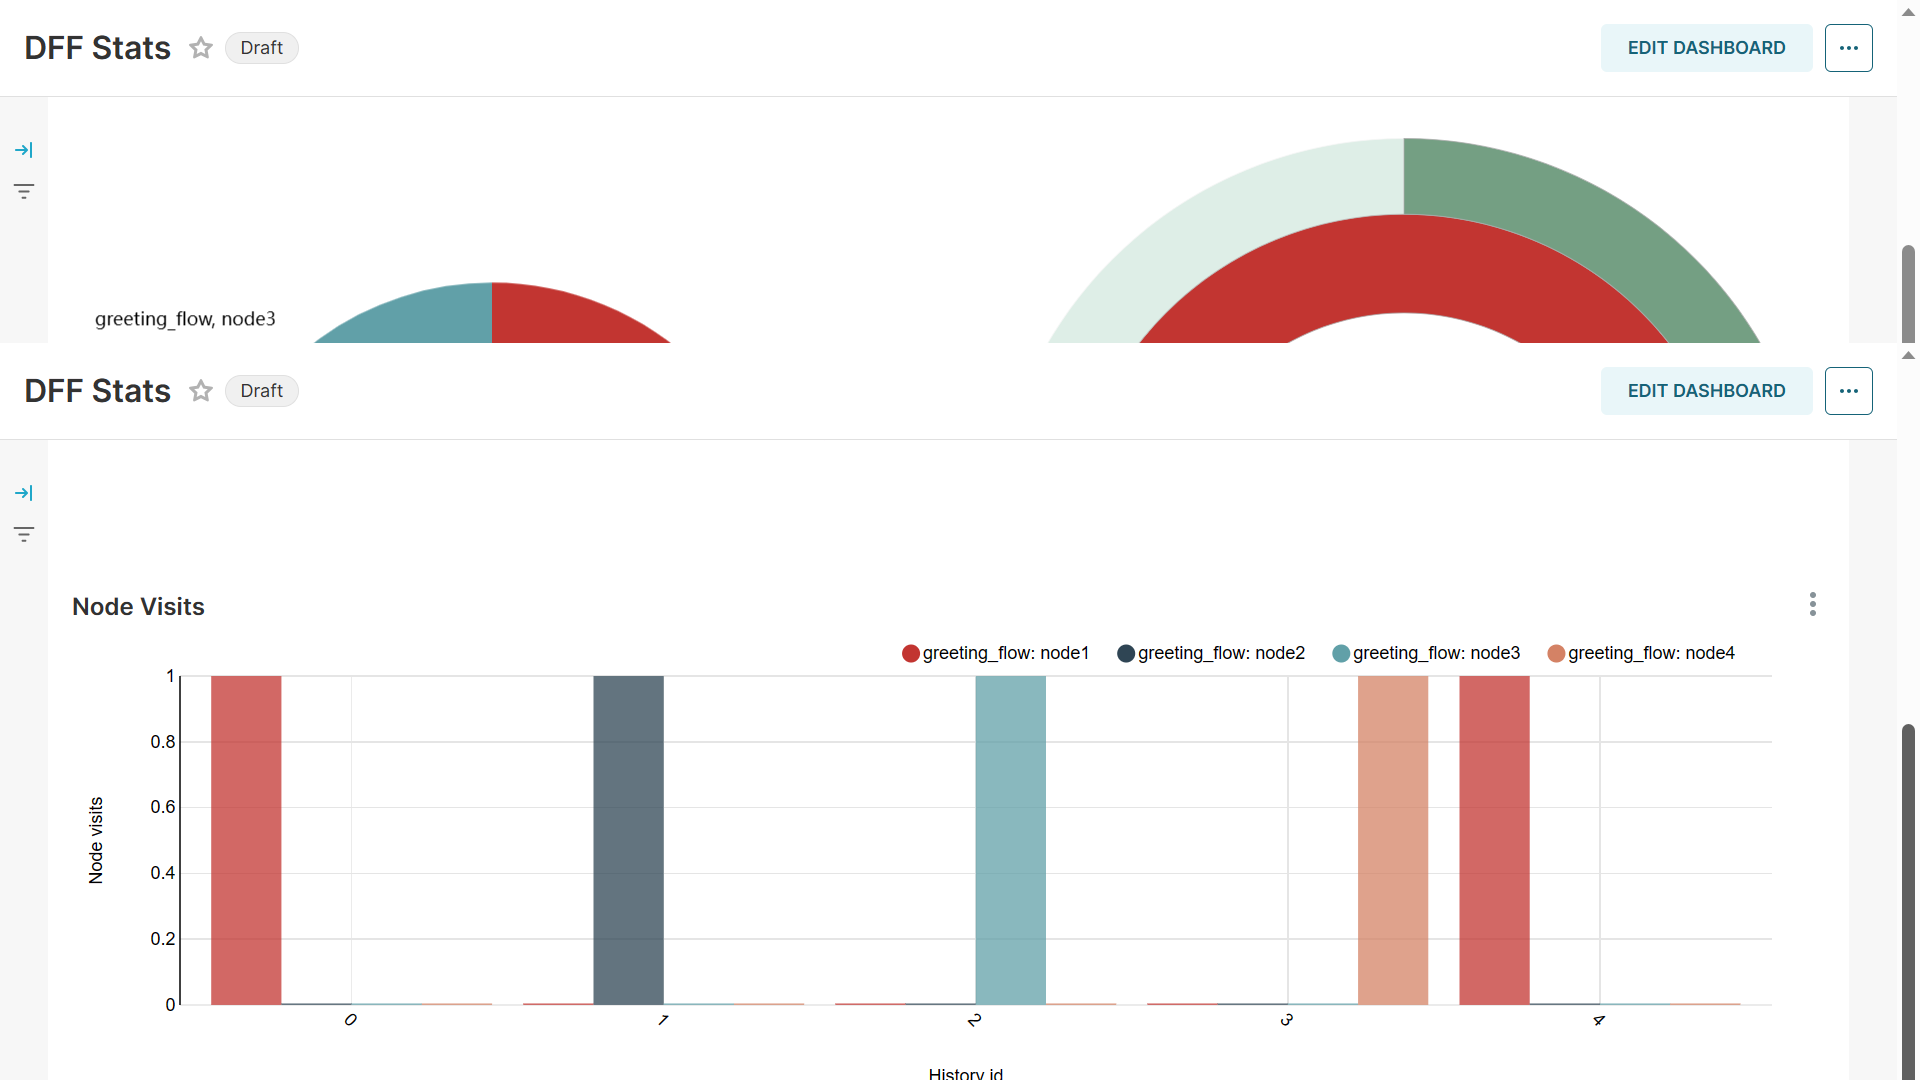 DFF Stats Draft EDIT DASHBOARD
greeting_flow, node3
DFF Stats Draft EDIT DASHBOARD
Node Visits
greeting_flow: node1 greeting_flow: node2 greeting_flow: node3 greeting_flow: node4
1
0.8
0.6
0.4
0.2
0
Node visits
0 1 2 3 4
History id